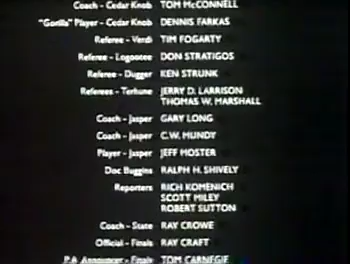 Coach - Cedar Knob TOM McCONNELL
"Gorilla" Player - Cedar Knob DENNIS FARKAS
Referee - Verdi TIM FOGARTY
Referee - Logootee DON STRATIGOS
Referee - Dugger KEN STRUNK
Referees - Terhune JERRY D. LARRISON
THOMAS W. MARSHALL
Coach - Jasper GARY LONG
Coach - Jasper C.W. MUNDY
Player - Jasper JEFF MOSTER
Doc Buggins RALPH H. SHIVELY
Reporters RICH KOMENICH
SCOTT MILEY
ROBERT SUTTON
Coach - State RAY CROWE
Official - Finals RAY CRAFT
P.A. Announcer - Finals TOM CARNEGIE